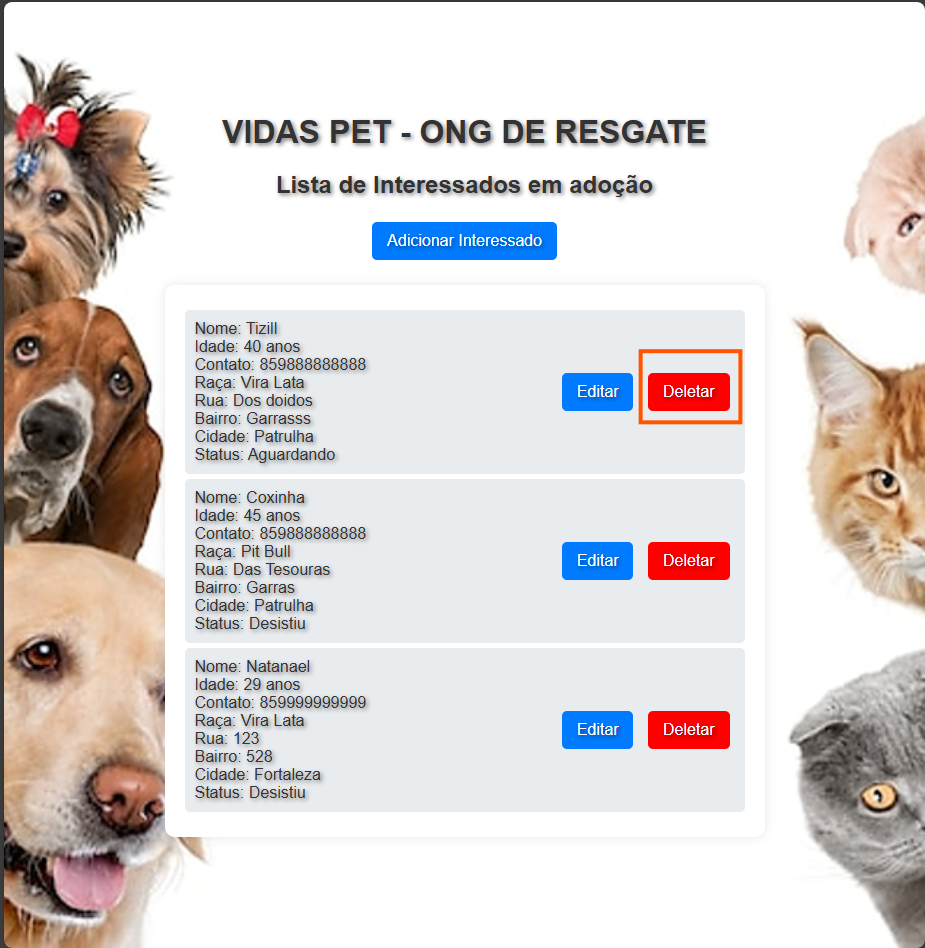 VIDAS PET - ONG DE RESGATE
Lista de Interessados em adoção
Adicionar Interessado
Nome: Tizill
Idade: 40 anos
Contato: 859888888888
Raça: Vira Lata
Rua: Dos doidos
Bairro: Garrasss
Cidade: Patrulha
Status: Aguardando
Editar
Deletar
Nome: Coxinha
Idade: 45 anos
Contato: 859888888888
Raça: Pit Bull
Rua: Das Tesouras
Bairro: Garras
Cidade: Patrulha
Status: Desistiu
Editar
Deletar
Nome: Natanael
Idade: 29 anos
Contato: 859999999999
Raça: Vira Lata
Rua: 123
Bairro: 528
Cidade: Fortaleza
Status: Desistiu
Editar
Deletar